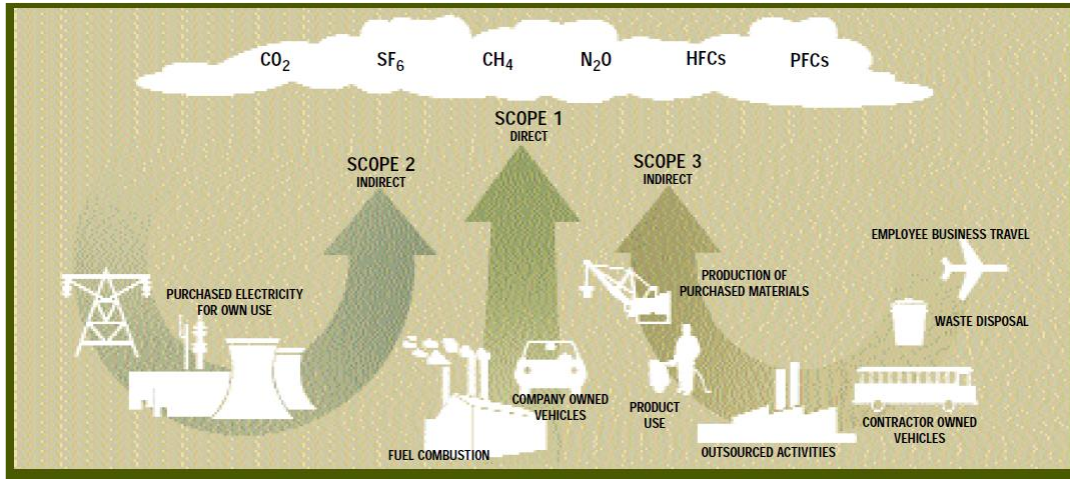 CO₂ SF₆ CH₄ N₂O HFCs PFCs
SCOPE 1
DIRECT
SCOPE 2
INDIRECT
SCOPE 3
INDIRECT
EMPLOYEE BUSINESS TRAVEL
PURCHASED ELECTRICITY
FOR OWN USE
PRODUCTION OF
PURCHASED MATERIALS
WASTE DISPOSAL
COMPANY OWNED
VEHICLES
PRODUCT
USE
CONTRACTOR OWNED
VEHICLES
FUEL COMBUSTION
OUTSOURCED ACTIVITIES